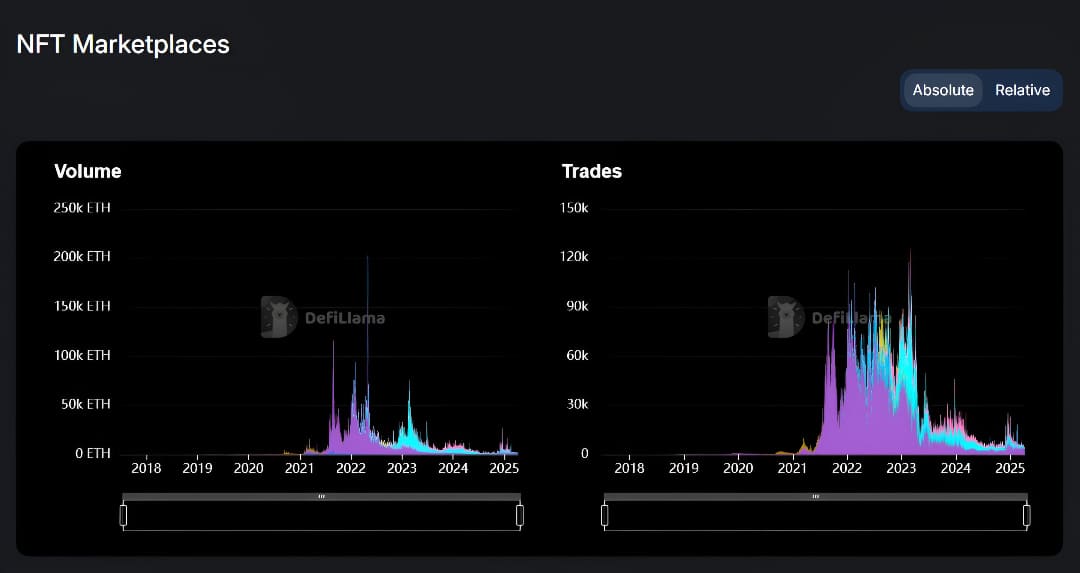 NFT Marketplaces
Absolute Relative
Volume
250k ETH
200k ETH
150k ETH
100k ETH
50k ETH
0 ETH
2018 2019 2020 2021 2022 2023 2024 2025
DefiLlama
Trades
150k
120k
90k
60k
30k
0
2018 2019 2020 2021 2022 2023 2024 2025
DefiLlama